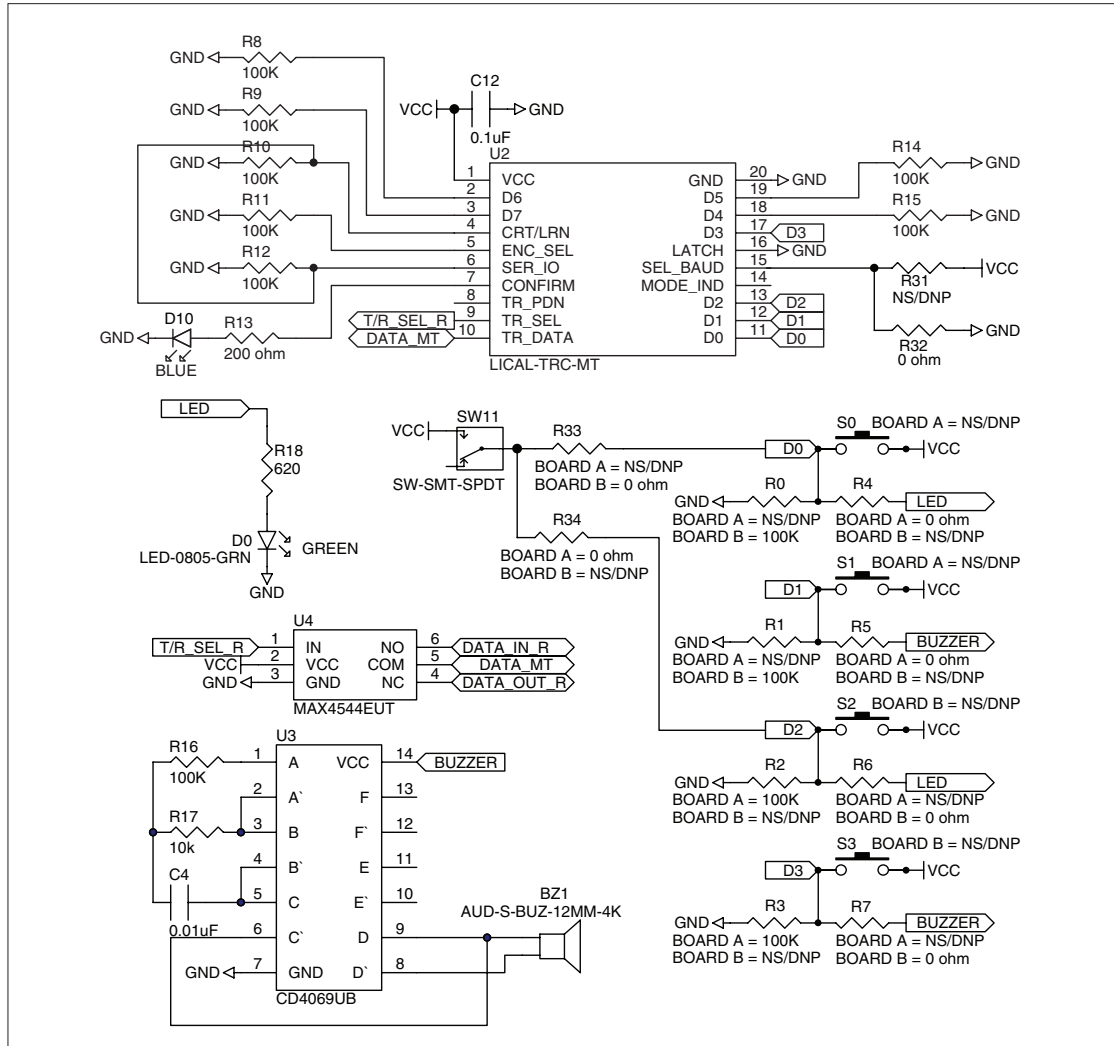 R8
GND
100K
R9
GND
100K
R10
GND
100K
R11
GND
100K
R12
GND
100K
D10
GND
BLUE
R13
200 ohm
C12
VCC
GND
0.1uF
U2
1 VCC
2 D6
3 D7
4 CRT/LRN
5 ENC_SEL
6 SER_IO
7 CONFIRM
8 TR_PDN
9 TR_SEL
10 TR_DATA
T/R_SEL_R
DATA_MT
GND 20 GND
D5 19
D4 18
D3 17 D3
LATCH 16 GND
SEL_BAUD 15
MODE_IND 14
D2 13 D2
D1 12 D1
D0 11 D0
LICAL-TRC-MT
R14
100K
GND
R15
100K
GND
R31
NS/DNP
VCC
R32
0 ohm
GND
LED
R18
620
D0
LED-0805-GRN
GREEN
GND
SW11
VCC
SW-SMT-SPDT
R33
BOARD A = NS/DNP
BOARD B = 0 ohm
R34
BOARD A = 0 ohm
BOARD B = NS/DNP
S0 BOARD A = NS/DNP
D0
VCC
R0
GND
BOARD A = NS/DNP
BOARD B = 100K
R4
LED
BOARD A = 0 ohm
BOARD B = NS/DNP
S1 BOARD A = NS/DNP
D1
VCC
R1
GND
BOARD A = NS/DNP
BOARD B = 100K
R5
BUZZER
BOARD A = 0 ohm
BOARD B = NS/DNP
S2 BOARD B = NS/DNP
D2
VCC
R2
GND
BOARD A = 100K
BOARD B = NS/DNP
R6
LED
BOARD A = NS/DNP
BOARD B = 0 ohm
S3 BOARD B = NS/DNP
D3
VCC
R3
GND
BOARD A = 100K
BOARD B = NS/DNP
R7
BUZZER
BOARD A = NS/DNP
BOARD B = 0 ohm
U4
T/R_SEL_R 1 IN
VCC 2 VCC
GND 3 GND
NO 6 DATA_IN_R
COM 5 DATA_MT
NC 4 DATA_OUT_R
MAX4544EUT
U3
R16
100K
R17
10k
C4
0.01uF
1 A
2 A`
3 B
4 B`
5 C
6 C`
GND 7 GND
VCC 14 BUZZER
F 13
F` 12
E 11
E` 10
D 9
D` 8
CD4069UB
BZ1
AUD-S-BUZ-12MM-4K